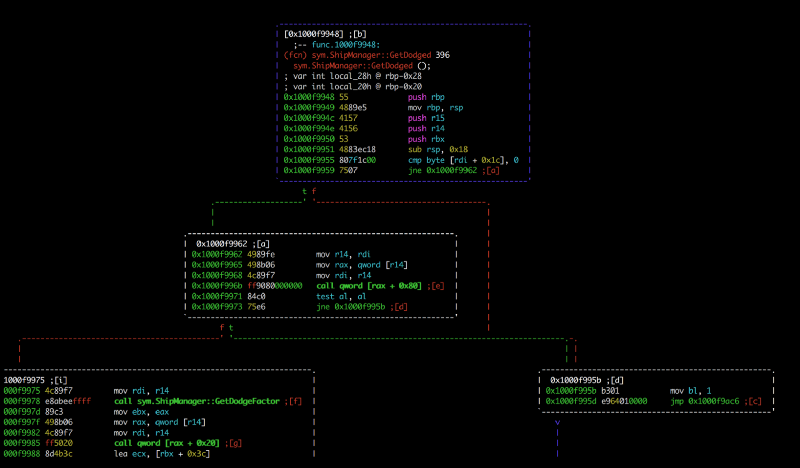 [0x1000f9948] ;[b]
;-- func.1000f9948:
(fcn) sym.ShipManager::GetDodged 396
sym.ShipManager::GetDodged ();
; var int local_28h @ rbp-0x28
; var int local_20h @ rbp-0x20
0x1000f9948 55 push rbp
0x1000f9949 4889e5 mov rbp, rsp
0x1000f994c 4157 push r15
0x1000f994e 4156 push r14
0x1000f9950 53 push rbx
0x1000f9951 4883ec18 sub rsp, 0x18
0x1000f9955 807f1c00 cmp byte [rdi + 0x1c], 0
0x1000f9959 7507 jne 0x1000f9962 ;[a]
t f
0x1000f9962 ;[a]
0x1000f9962 4989fe mov r14, rdi
0x1000f9965 498b06 mov rax, qword [r14]
0x1000f9968 4c89f7 mov rdi, r14
0x1000f996b ff9080000000 call qword [rax + 0x80] ;[e]
0x1000f9971 84c0 test al, al
0x1000f9973 75e6 jne 0x1000f995b ;[d]
f t
1000f9975 ;[i]
000f9975 4c89f7 mov rdi, r14
000f9978 e8abeeffff call sym.ShipManager::GetDodgeFactor ;[f]
000f997d 89c3 mov ebx, eax
000f997f 498b06 mov rax, qword [r14]
000f9982 4c89f7 mov rdi, r14
000f9985 ff5020 call qword [rax + 0x20] ;[g]
000f9988 8d4b3c lea ecx, [rbx + 0x3c]
0x1000f995b ;[d]
0x1000f995b b301 mov bl, 1
0x1000f995d e964010000 jmp 0x1000f9ac6 ;[c]
v